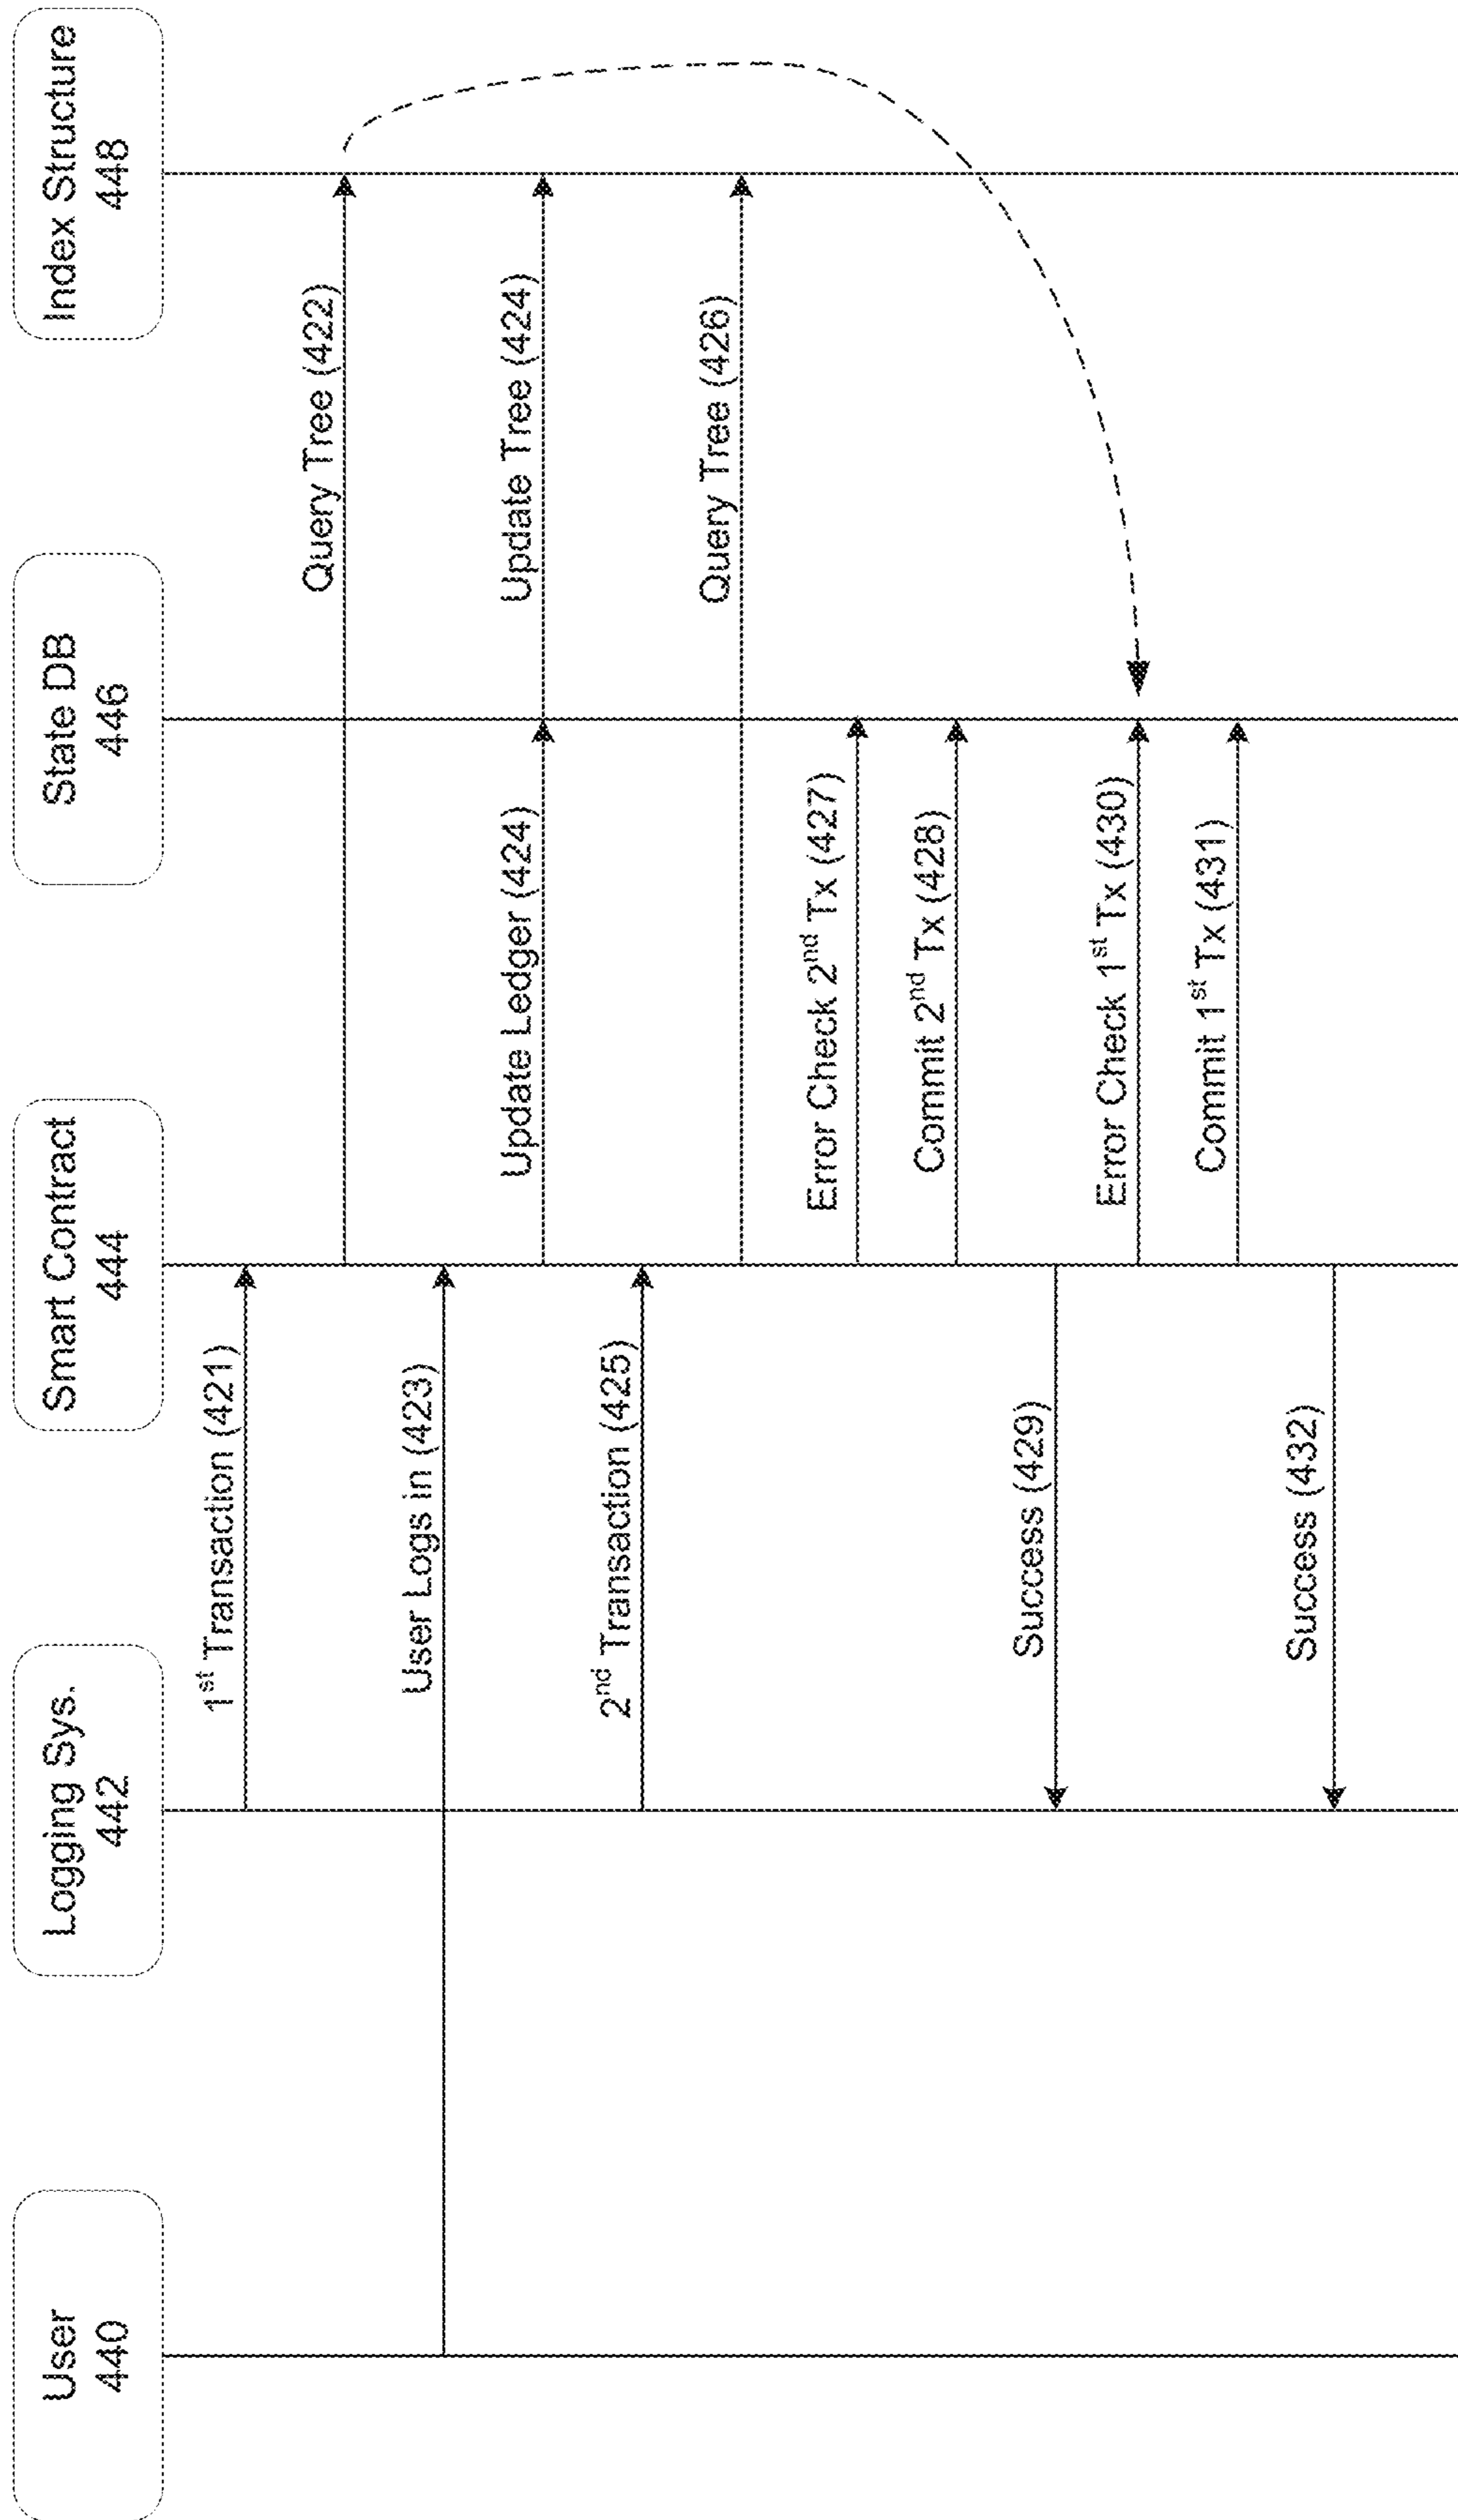 User
440
Logging Sys.
442
Smart Contract
444
State DB
446
Index Structure
448
1st Transaction (421)
Query Tree (422)
User Logs in (423)
Update Ledger (424)
Update Tree (424)
2nd Transaction (425)
Query Tree (426)
Error Check 2nd Tx (427)
Commit 2nd Tx (428)
Success (429)
Error Check 1st Tx (430)
Commit 1st Tx (431)
Success (432)